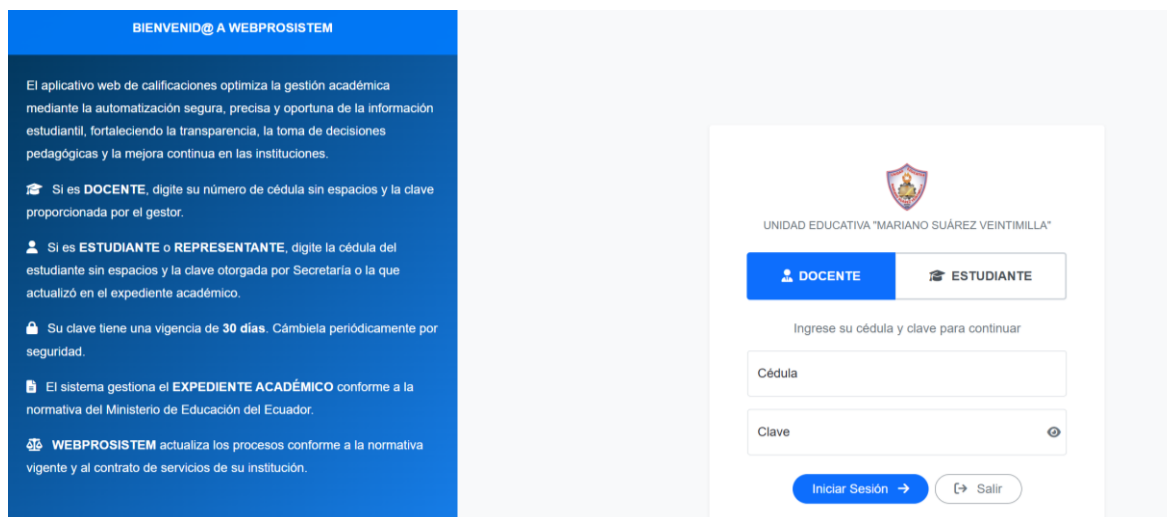 BIENVENID@ A WEBPROSISTEM
El aplicativo web de calificaciones optimiza la gestión académica
mediante la automatización segura, precisa y oportuna de la información
estudiantil, fortaleciendo la transparencia, la toma de decisiones
pedagógicas y la mejora continua en las instituciones.
Si es DOCENTE, digite su número de cédula sin espacios y la clave
proporcionada por el gestor.
Si es ESTUDIANTE o REPRESENTANTE, digite la cédula del
estudiante sin espacios y la clave otorgada por Secretaría o la que
actualizó en el expediente académico.
Su clave tiene una vigencia de 30 días. Cámbiela periódicamente por
seguridad.
El sistema gestiona el EXPEDIENTE ACADÉMICO conforme a la
normativa del Ministerio de Educación del Ecuador.
WEBPROSISTEM actualiza los procesos conforme a la normativa
vigente y al contrato de servicios de su institución.
UNIDAD EDUCATIVA "MARIANO SUÁREZ VEINTIMILLA"
DOCENTE
ESTUDIANTE
Ingrese su cédula y clave para continuar
Cédula
Clave
Iniciar Sesión
Salir